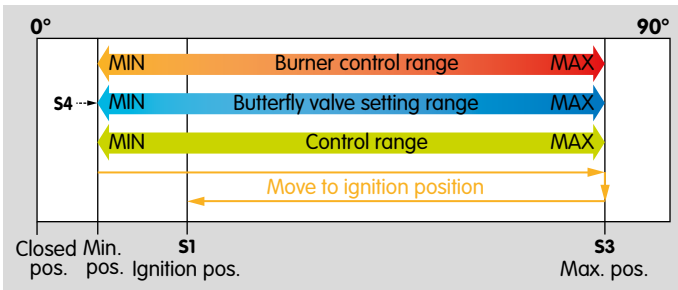 0° 90°
MIN Burner control range MAX
S4 MIN Butterfly valve setting range MAX
MIN Control range MAX
Move to ignition position
Closed Min. S1 S3
pos. pos. Ignition pos. Max. pos.